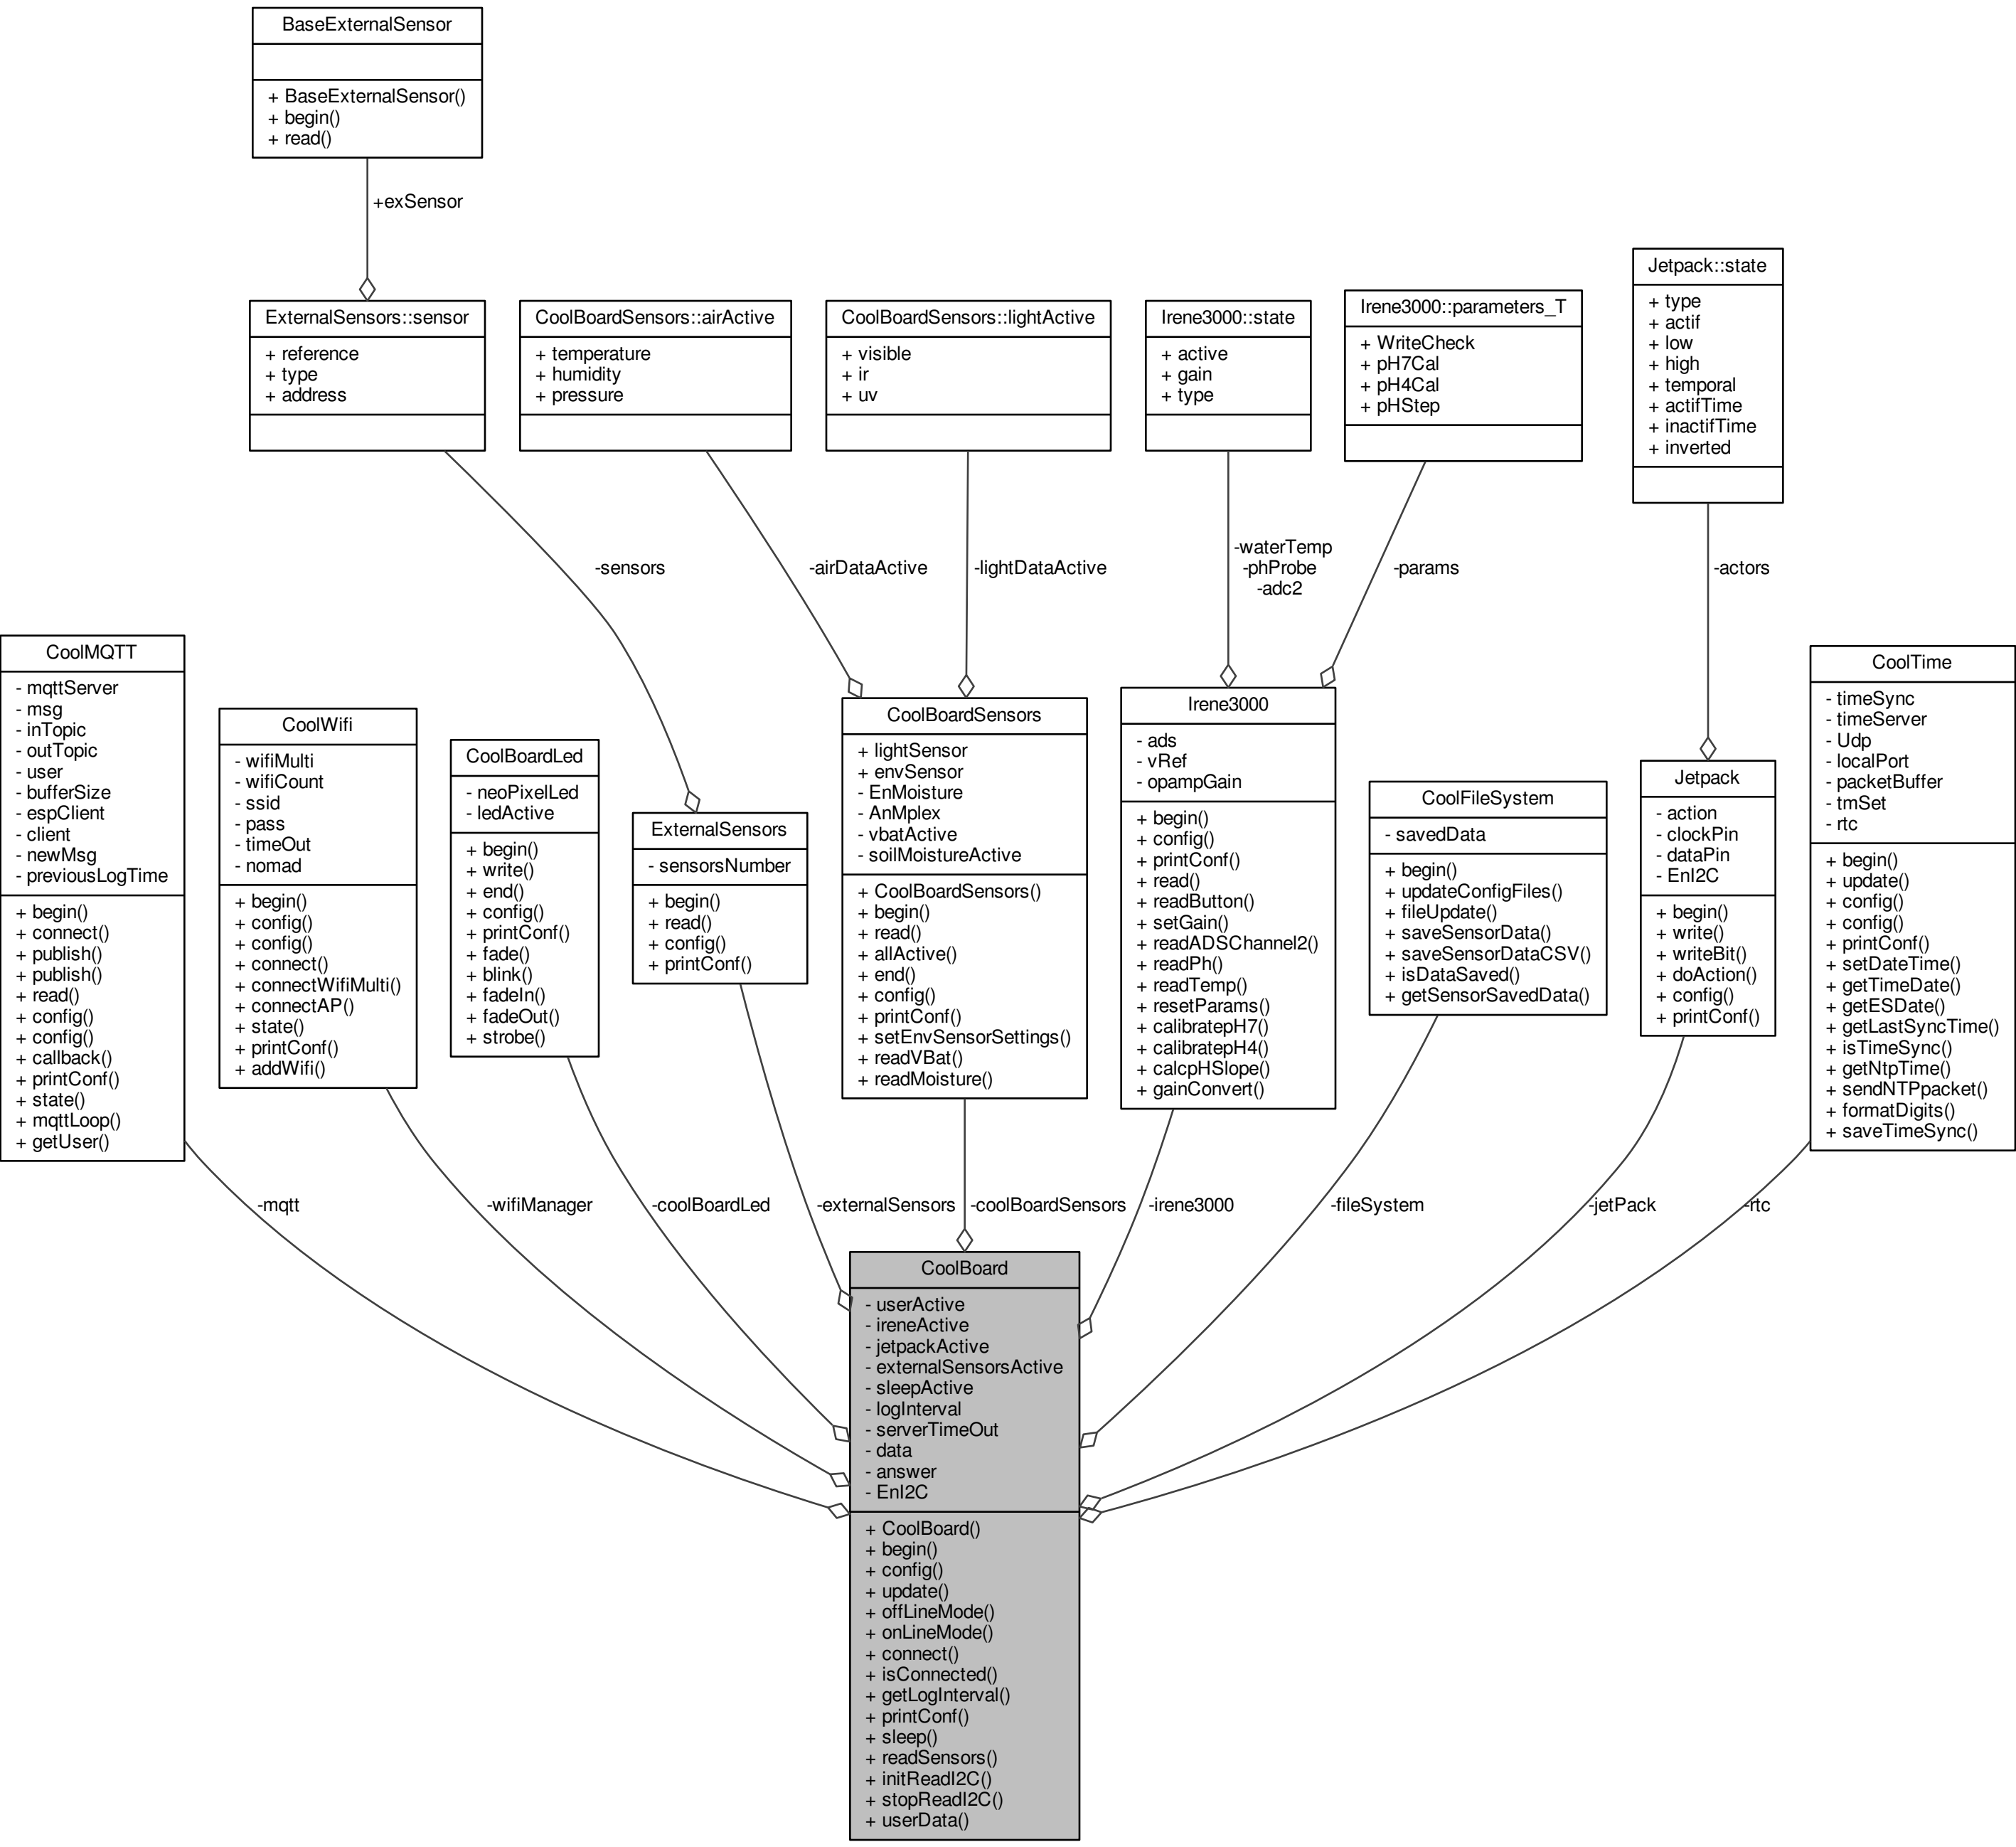 BaseExternalSensor
+ BaseExternalSensor()
+ begin()
+ read()
+exSensor
ExternalSensors::sensor
+ reference
+ type
+ address
CoolBoardSensors::airActive
+ temperature
+ humidity
+ pressure
CoolBoardSensors::lightActive
+ visible
+ ir
+ uv
Irene3000::state
+ active
+ gain
+ type
Irene3000::parameters_T
+ WriteCheck
+ pH7Cal
+ pH4Cal
+ pHStep
Jetpack::state
+ type
+ actif
+ low
+ high
+ temporal
+ actifTime
+ inactifTime
+ inverted
-sensors
-airDataActive
-lightDataActive
-waterTemp
-phProbe
-adc2
-params
-actors
CoolMQTT
- mqttServer
- msg
- inTopic
- outTopic
- user
- bufferSize
- espClient
- client
- newMsg
- previousLogTime
+ begin()
+ connect()
+ publish()
+ publish()
+ read()
+ config()
+ config()
+ callback()
+ printConf()
+ state()
+ mqttLoop()
+ getUser()
CoolWifi
- wifiMulti
- wifiCount
- ssid
- pass
- timeOut
- nomad
+ begin()
+ config()
+ config()
+ connect()
+ connectWifiMulti()
+ connectAP()
+ state()
+ printConf()
+ addWifi()
CoolBoardLed
- neoPixelLed
- ledActive
+ begin()
+ write()
+ end()
+ config()
+ printConf()
+ fade()
+ blink()
+ fadeIn()
+ fadeOut()
+ strobe()
ExternalSensors
- sensorsNumber
+ begin()
+ read()
+ config()
+ printConf()
CoolBoardSensors
+ lightSensor
+ envSensor
- EnMoisture
- AnMplex
- vbatActive
- soilMoistureActive
+ CoolBoardSensors()
+ begin()
+ read()
+ allActive()
+ end()
+ config()
+ printConf()
+ setEnvSensorSettings()
+ readVBat()
+ readMoisture()
Irene3000
- ads
- vRef
- opampGain
+ begin()
+ config()
+ printConf()
+ read()
+ readButton()
+ setGain()
+ readADSChannel2()
+ readPh()
+ readTemp()
+ resetParams()
+ calibratepH7()
+ calibratepH4()
+ calcpHSlope()
+ gainConvert()
CoolFileSystem
- savedData
+ begin()
+ updateConfigFiles()
+ fileUpdate()
+ saveSensorData()
+ saveSensorDataCSV()
+ isDataSaved()
+ getSensorSavedData()
Jetpack
- action
- clockPin
- dataPin
- EnI2C
+ begin()
+ write()
+ writeBit()
+ doAction()
+ config()
+ printConf()
CoolTime
- timeSync
- timeServer
- Udp
- localPort
- packetBuffer
- tmSet
- rtc
+ begin()
+ update()
+ config()
+ config()
+ printConf()
+ setDateTime()
+ getTimeDate()
+ getESDate()
+ getLastSyncTime()
+ isTimeSync()
+ getNtpTime()
+ sendNTPpacket()
+ formatDigits()
+ saveTimeSync()
-mqtt
-wifiManager
-coolBoardLed
-externalSensors
-coolBoardSensors
-irene3000
-fileSystem
-jetPack
-rtc
CoolBoard
- userActive
- ireneActive
- jetpackActive
- externalSensorsActive
- sleepActive
- logInterval
- serverTimeOut
- data
- answer
- EnI2C
+ CoolBoard()
+ begin()
+ config()
+ update()
+ offLineMode()
+ onLineMode()
+ connect()
+ isConnected()
+ getLogInterval()
+ printConf()
+ sleep()
+ readSensors()
+ initReadI2C()
+ stopReadI2C()
+ userData()